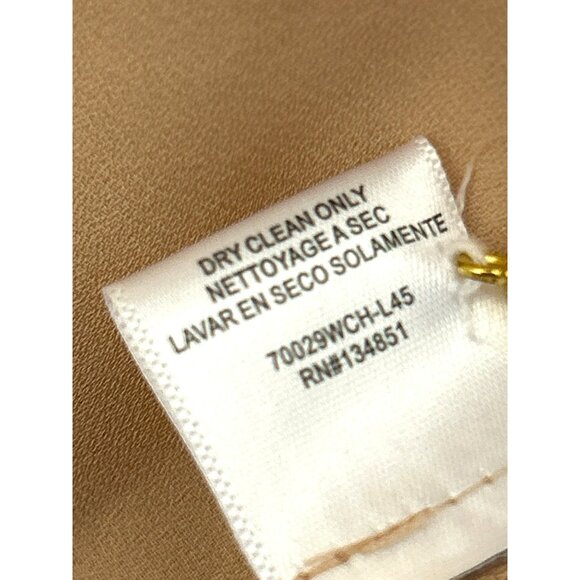 DRY CLEAN ONLY
NETTOYAGE A SEC
LAVAR EN SECO SOLAMENTE
70029WCH-L45
RN#134851